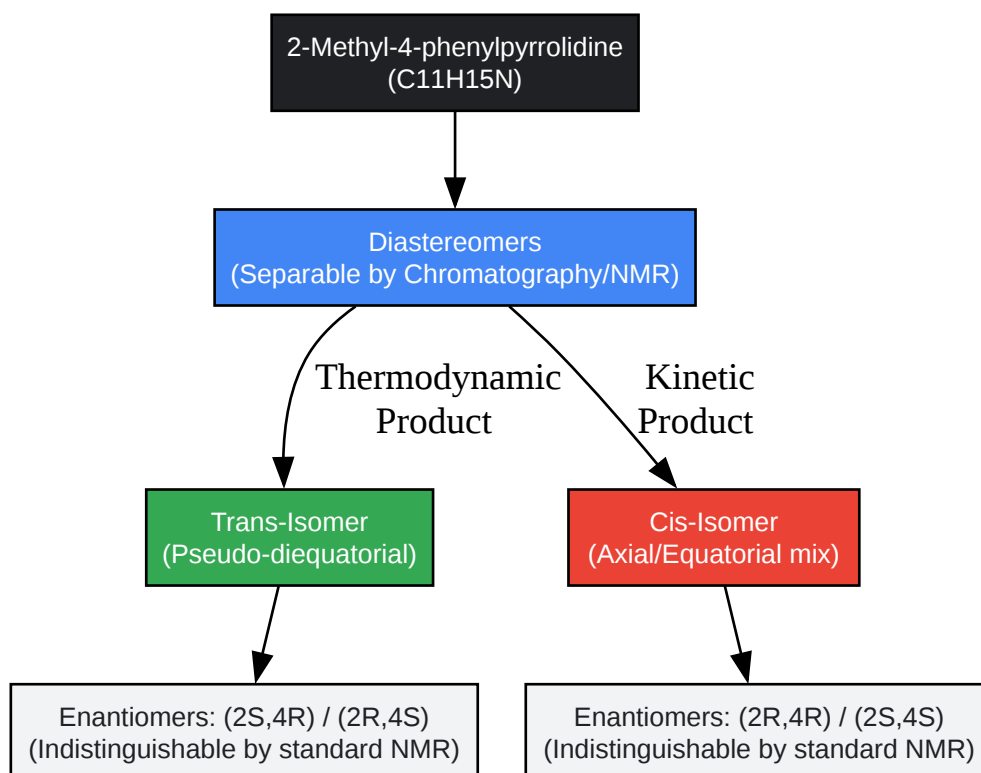 2-Methyl-4-phenylpyrrolidine
(C11H15N)
Diastereomers
(Separable by Chromatography/NMR)
Thermodynamic
Product
Kinetic
Product
Trans-Isomer
(Pseudo-diequatorial)
Cis-Isomer
(Axial/Equatorial mix)
Enantiomers: (2S,4R) / (2R,4S)
(Indistinguishable by standard NMR)
Enantiomers: (2R,4R) / (2S,4S)
(Indistinguishable by standard NMR)